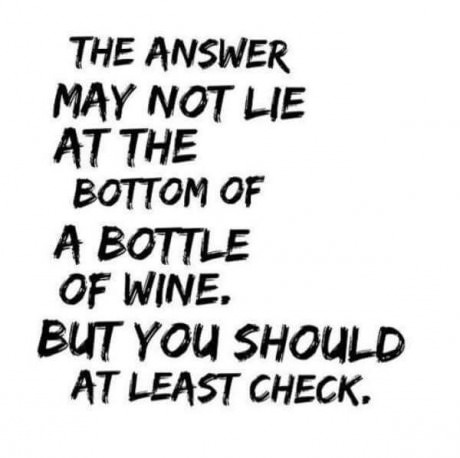 THE ANSWER
MAY NOT LIE
AT THE
BOTTOM OF
A BOTTLE
OF WINE.
BUT YOU SHOULD
AT LEAST CHECK.